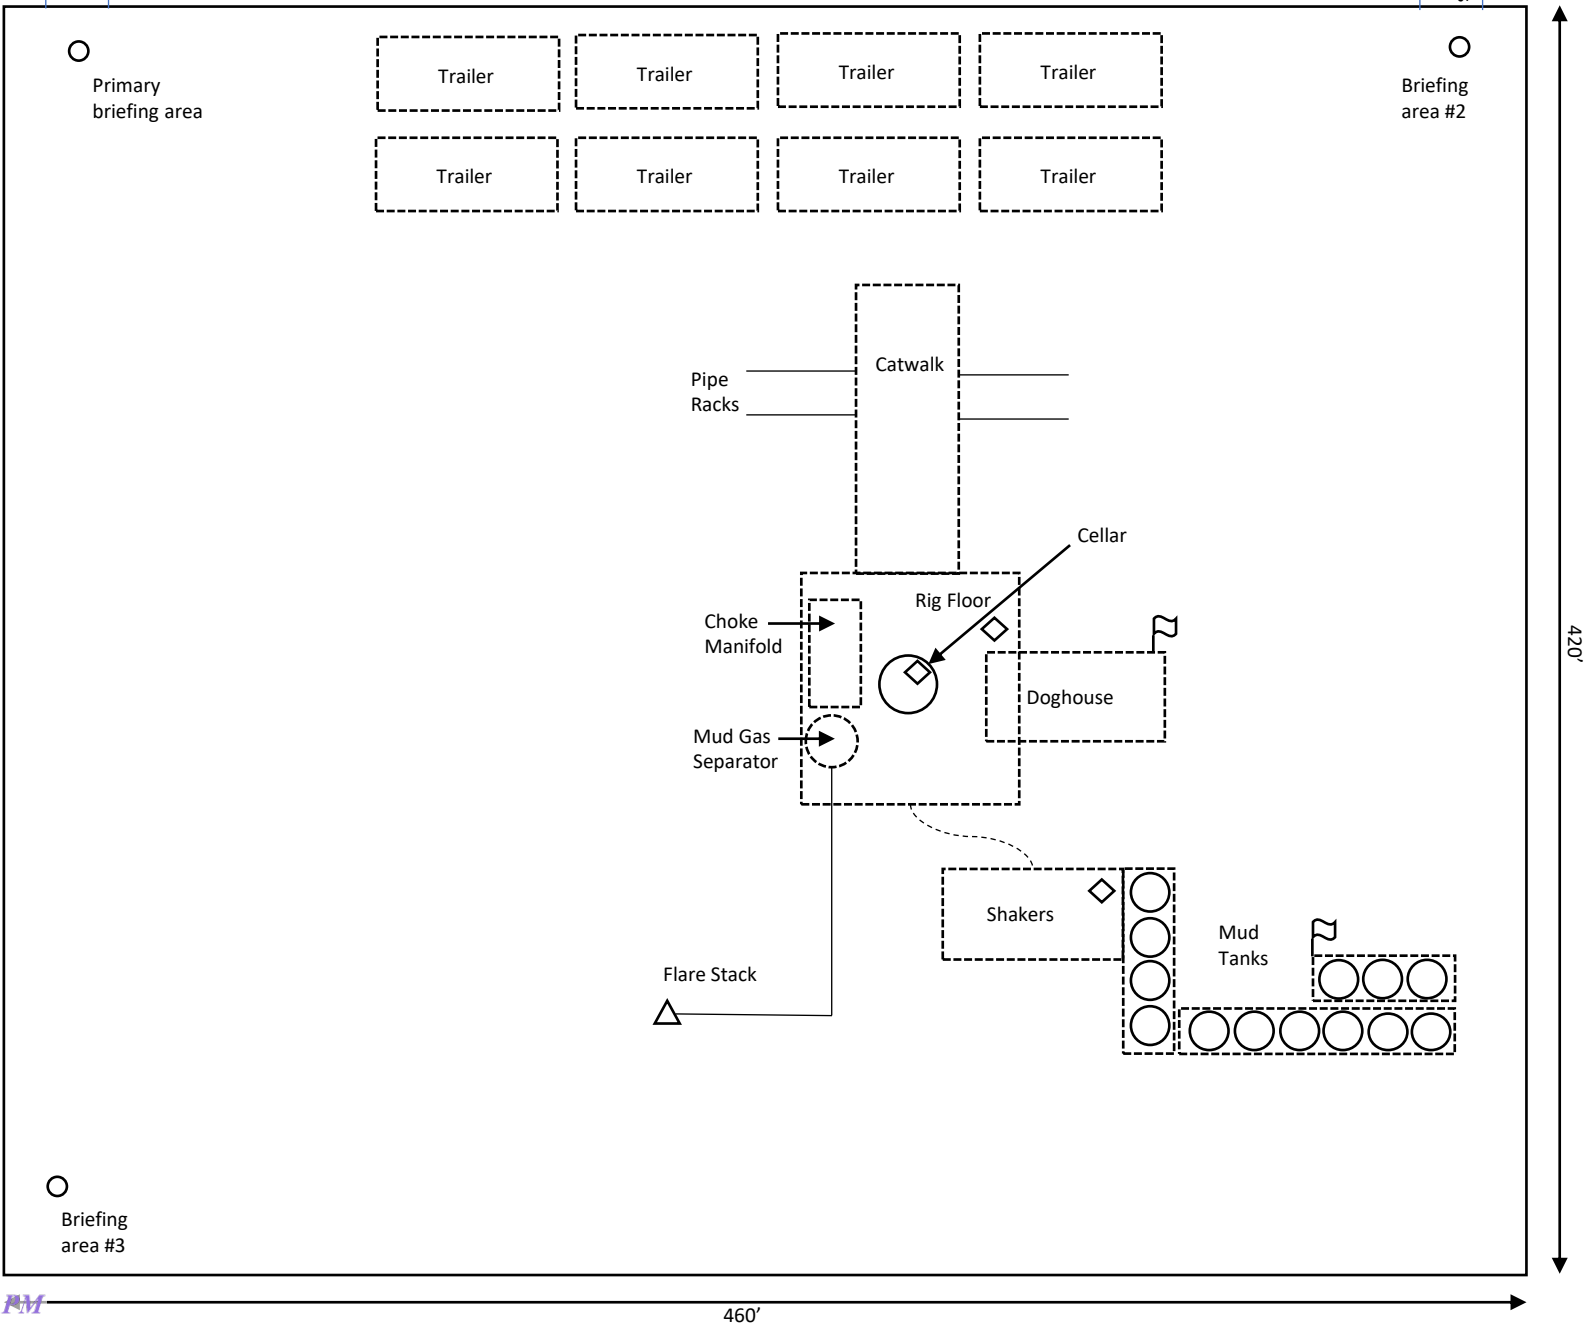 Primary
briefing area
Trailer
Trailer
Trailer
Trailer
Briefing
area #2
Trailer
Trailer
Trailer
Trailer
Catwalk
Pipe
Racks
Cellar
Rig Floor
Choke
Manifold
Doghouse
Mud Gas
Separator
420’
Shakers
Mud
Tanks
Flare Stack
Briefing
area #3
460’